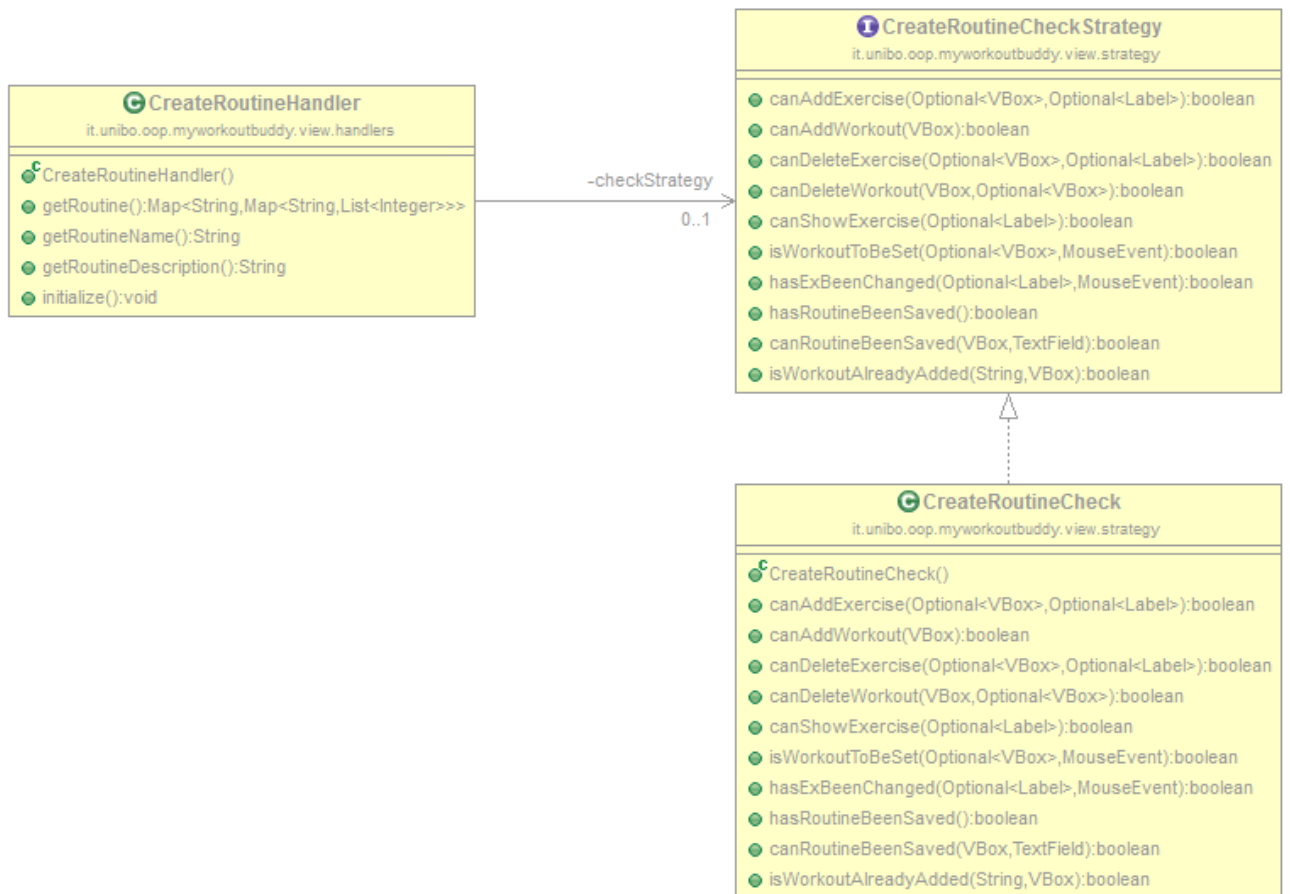 CreateRoutineHandler
it.unibo.oop.myworkoutbuddy.view.handlers
CreateRoutineHandler()
getRoutine():Map<String,Map<String,List<Integer>>>
getRoutineName():String
getRoutineDescription():String
initialize():void
-checkStrategy
0..1
CreateRoutineCheckStrategy
it.unibo.oop.myworkoutbuddy.view.strategy
canAddExercise(Optional<VBox>,Optional<Label>):boolean
canAddWorkout(VBox):boolean
canDeleteExercise(Optional<VBox>,Optional<Label>):boolean
canDeleteWorkout(VBox,Optional<VBox>):boolean
canShowExercise(Optional<Label>):boolean
isWorkoutToBeSet(Optional<VBox>,MouseEvent):boolean
hasExBeenChanged(Optional<Label>,MouseEvent):boolean
hasRoutineBeenSaved():boolean
canRoutineBeenSaved(VBox,TextField):boolean
isWorkoutAlreadyAdded(String,VBox):boolean
CreateRoutineCheck
it.unibo.oop.myworkoutbuddy.view.strategy
CreateRoutineCheck()
canAddExercise(Optional<VBox>,Optional<Label>):boolean
canAddWorkout(VBox):boolean
canDeleteExercise(Optional<VBox>,Optional<Label>):boolean
canDeleteWorkout(VBox,Optional<VBox>):boolean
canShowExercise(Optional<Label>):boolean
isWorkoutToBeSet(Optional<VBox>,MouseEvent):boolean
hasExBeenChanged(Optional<Label>,MouseEvent):boolean
hasRoutineBeenSaved():boolean
canRoutineBeenSaved(VBox,TextField):boolean
isWorkoutAlreadyAdded(String,VBox):boolean